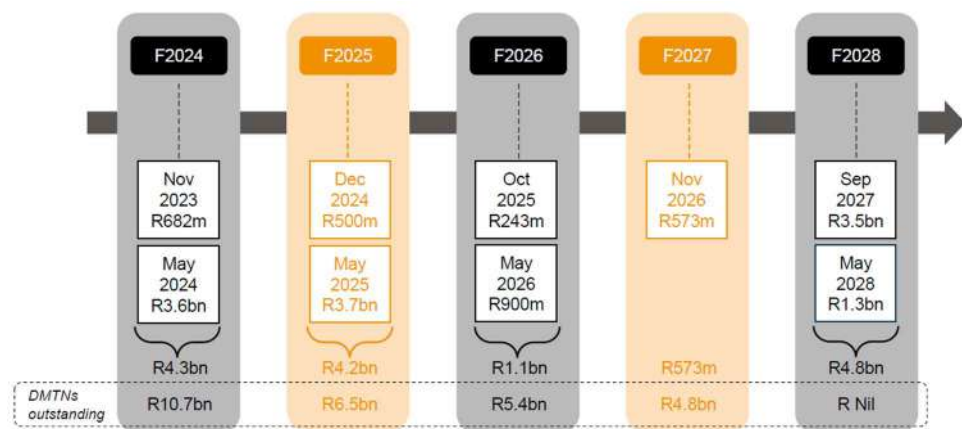 F2024
F2025
F2026
F2027
F2028
Nov
2023
R682m
Dec
2024
R500m
Oct
2025
R243m
Nov
2026
R573m
Sep
2027
R3.5bn
May
2024
R3.6bn
May
2025
R3.7bn
May
2026
R900m
May
2028
R1.3bn
R4.3bn
R4.2bn
R1.1bn
R573m
R4.8bn
DMTNs
outstanding
R10.7bn
R6.5bn
R5.4bn
R4.8bn
R Nil